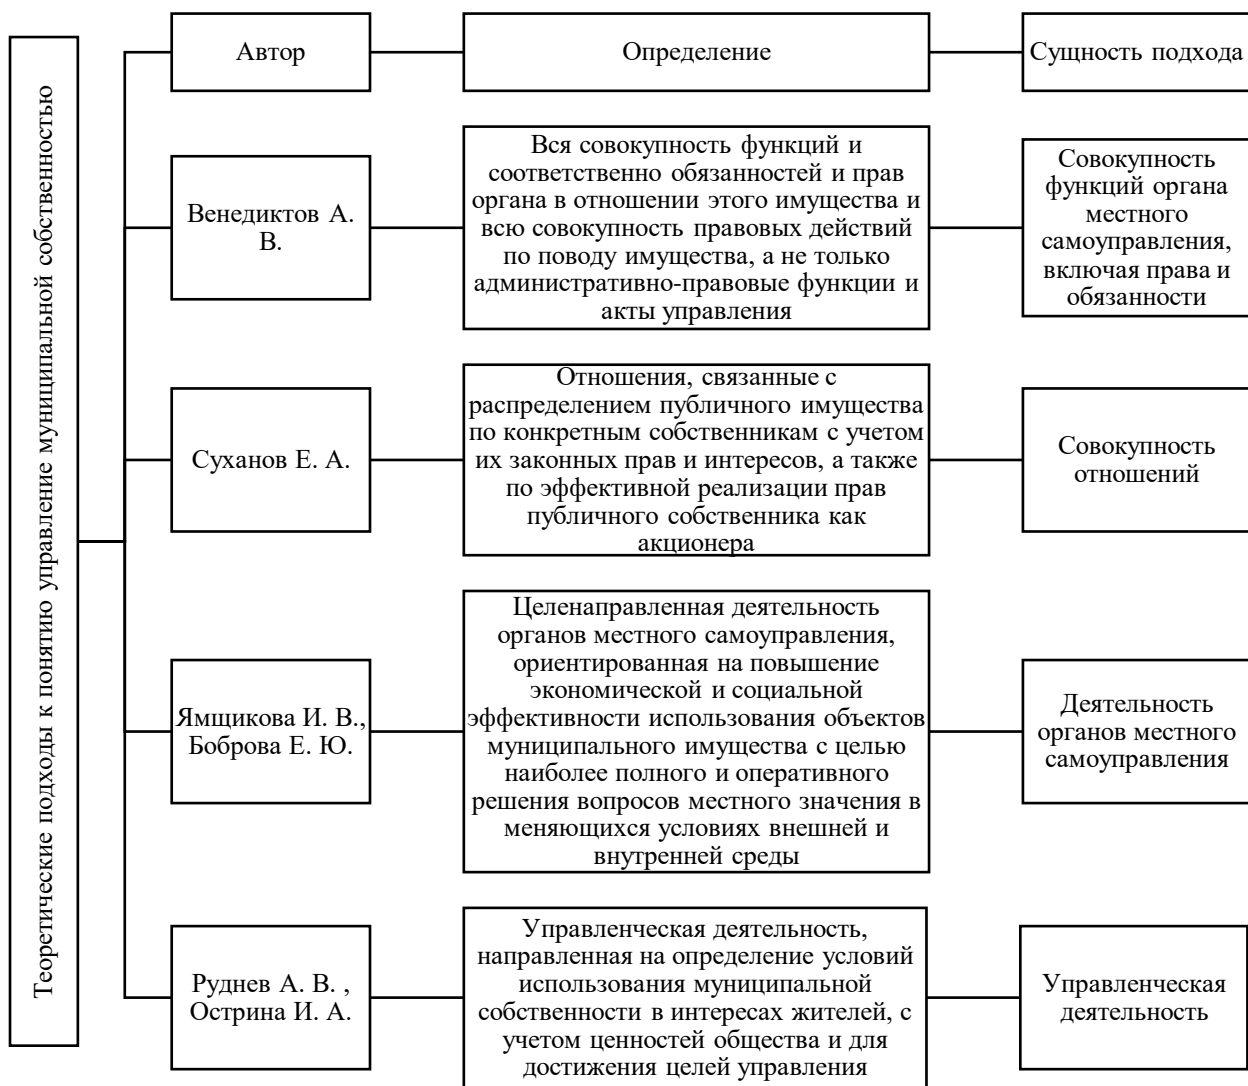 Теоретические подходы к понятию управление муниципальной собственностью
Автор
Определение
Сущность подхода
Венедиктов А.
В.
Вся совокупность функций и
соответственно обязанностей и прав
органа в отношении этого имущества и
всю совокупность правовых действий
по поводу имущества, а не только
административно-правовые функции и
акты управления
Совокупность
функций органа
местного
самоуправления,
включая права и
обязанности
Суханов Е. А.
Отношения, связанные с
распределением публичного имущества
по конкретным собственникам с учетом
их законных прав и интересов, а также
по эффективной реализации прав
публичного собственника как
акционера
Совокупность
отношений
Ямщикова И. В.,
Боброва Е. Ю.
Целенаправленная деятельность
органов местного самоуправления,
ориентированная на повышение
экономической и социальной
эффективности использования объектов
муниципального имущества с целью
наиболее полного и оперативного
решения вопросов местного значения в
меняющихся условиях внешней и
внутренней среды
Деятельность
органов местного
самоуправления
Руднев А. В. ,
Острина И. А.
Управленческая деятельность,
направленная на определение условий
использования муниципальной
собственности в интересах жителей, с
учетом ценностей общества и для
достижения целей управления
Управленческая
деятельность